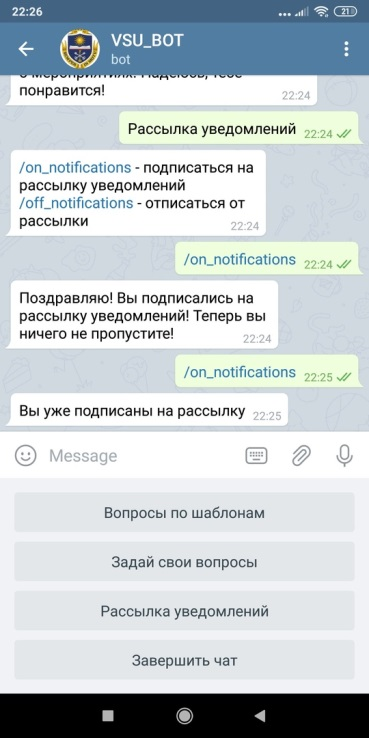 22:26
21
VSU_BOT
bot
о мероприятиях! Надеюсь, тебе
понравится!
22:24
Рассылка уведомлений 22:24
/on_notifications - подписаться на
рассылку уведомлений
/off_notifications - отписаться от
рассылки
22:24
/on_notifications 22:24
Поздравляю! Вы подписались на
рассылку уведомлений! Теперь вы
ничего не пропустите!
22:24
/on_notifications 22:25
Вы уже подписаны на рассылку 22:25
Message
Вопросы по шаблонам
Задай свои вопросы
Рассылка уведомлений
Завершить чат